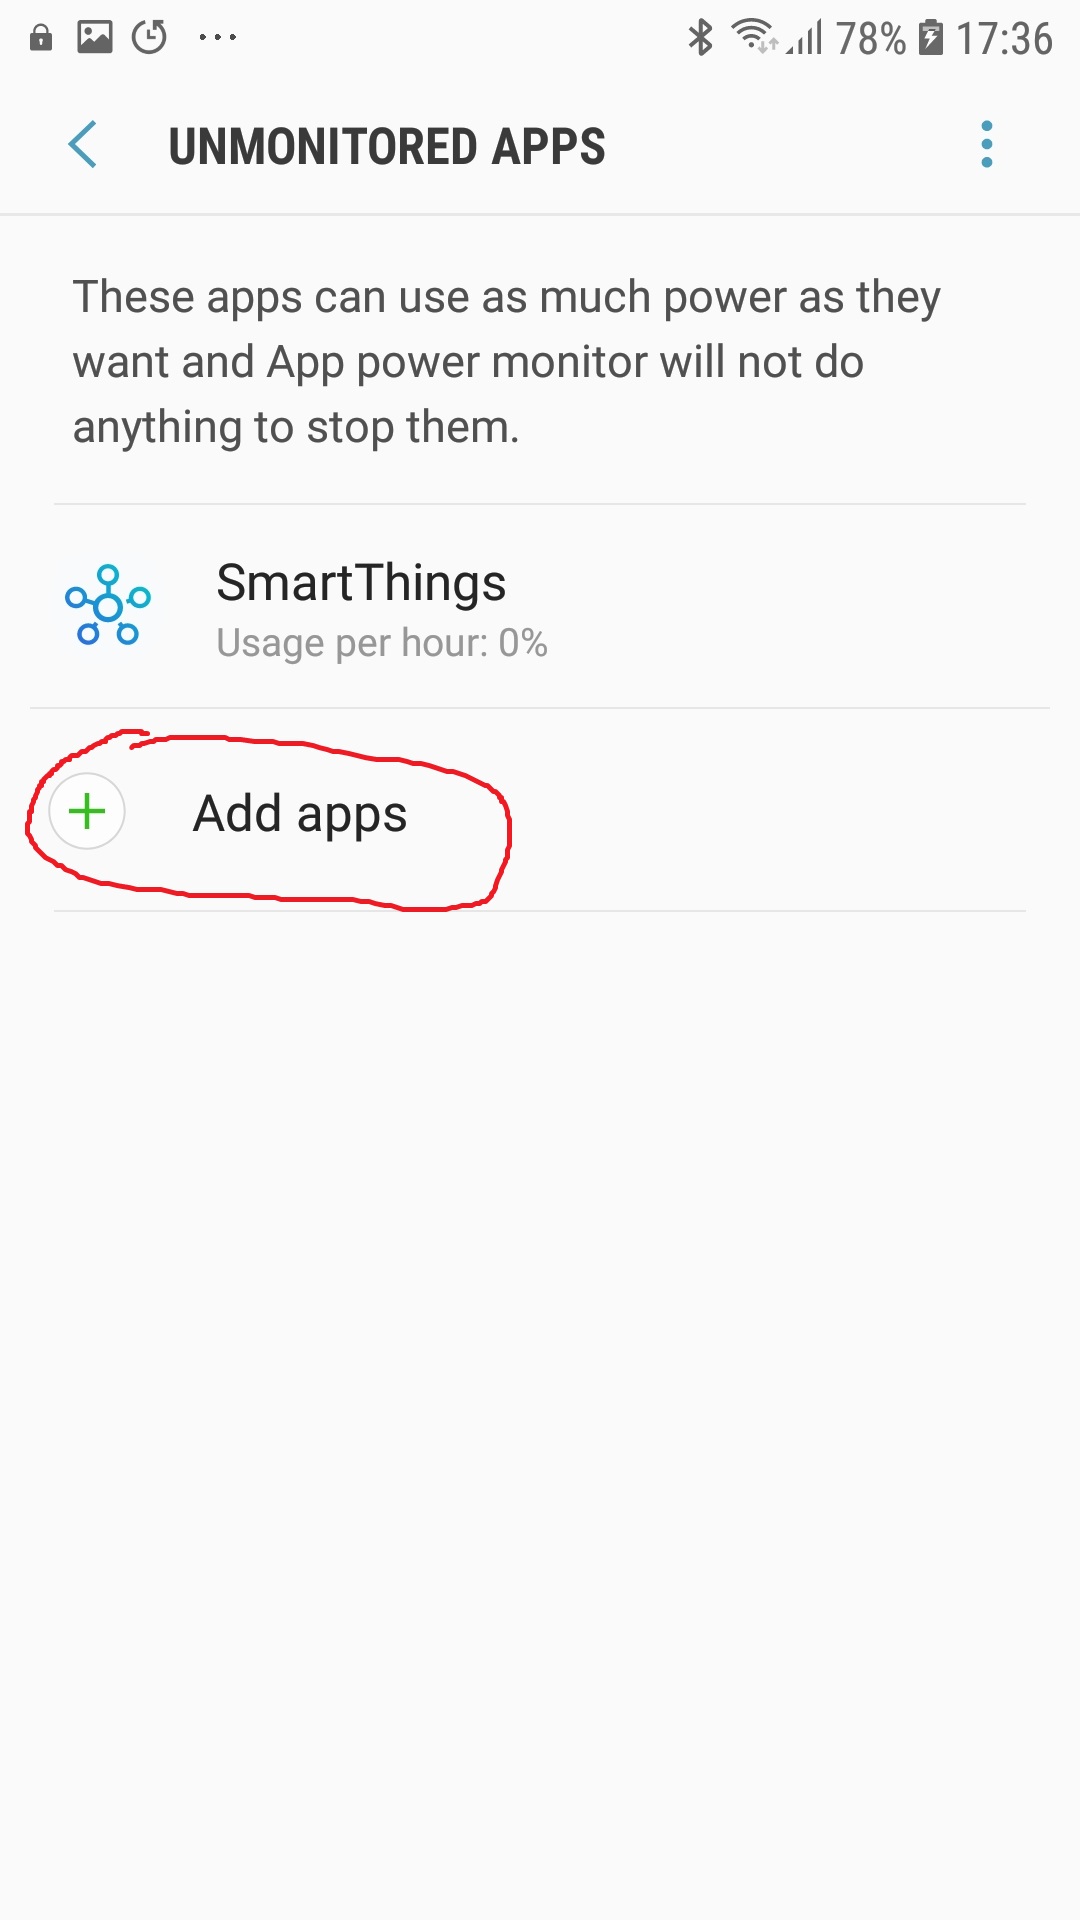 78% 17:36
UNMONITORED APPS
These apps can use as much power as they
want and App power monitor will not do
anything to stop them.
SmartThings
Usage per hour: 0%
Add apps